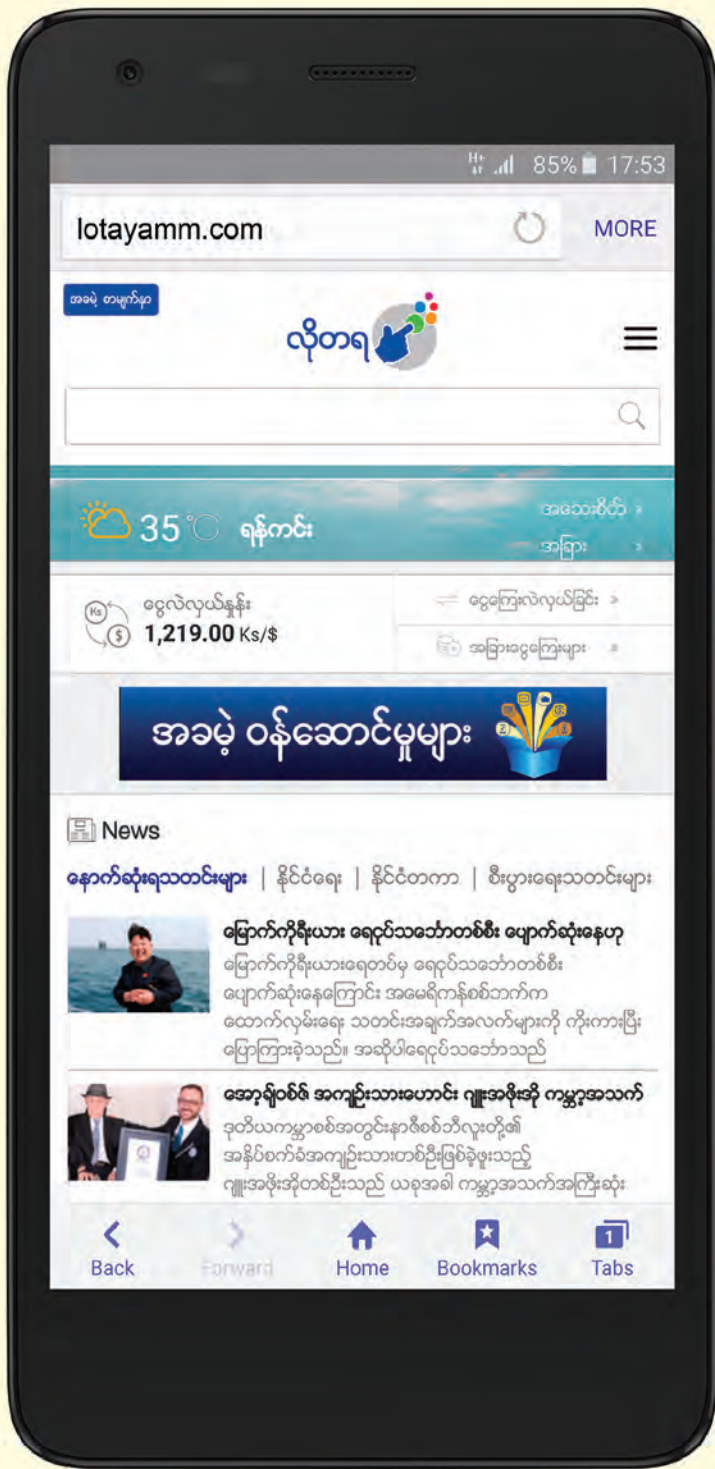 H+ 85% 17:53
lotayamm.com MORE
အခမဲ့ စာမျက်နှာ
လိုတရ
35 °C ရန်ကင်း
အသေးစိတ် »
အခြား »
ငွေလဲလှယ်နှုန်း
Ks $ 1,219.00 Ks/$
ငွေကြေးလဲလှယ်ခြင်း »
အခြားငွေကြေးများ »
အခမဲ့ ဝန်ဆောင်မှုများ
News
နောက်ဆုံးရသတင်းများ | နိုင်ငံရေး | နိုင်ငံတကာ | စီးပွားရေးသတင်းများ
မြောက်ကိုရီးယား ရေငုပ်သင်္ဘောတစ်စီး ပျောက်ဆုံးနေဟု
မြောက်ကိုရီးယားရေတပ်မှ ရေငုပ်သင်္ဘောတစ်စီး
ပျောက်ဆုံးနေကြောင်း အမေရိကန်စစ်ဘက်က
ထောက်လှမ်းရေး သတင်းအချက်အလက်များကို ကိုးကားပြီး
ပြောကြားခဲ့သည်။ အဆိုပါရေငုပ်သင်္ဘောသည်
အော့ရှ်ဝစ်ဇ် အကျဉ်းသားဟောင်း ဂျူးအဖိုးအို ကမ္ဘာ့အသက်
ဒုတိယကမ္ဘာစစ်အတွင်းနာဇီစစ်ဘီလူးတို့၏
အနှိပ်စက်ခံအကျဉ်းသားတစ်ဦးဖြစ်ခဲ့ဖူးသည့်
ဂျူးအဖိုးအိုတစ်ဦးသည် ယခုအခါ ကမ္ဘာ့အသက်အကြီးဆုံး
Back Forward Home Bookmarks 1 Tabs